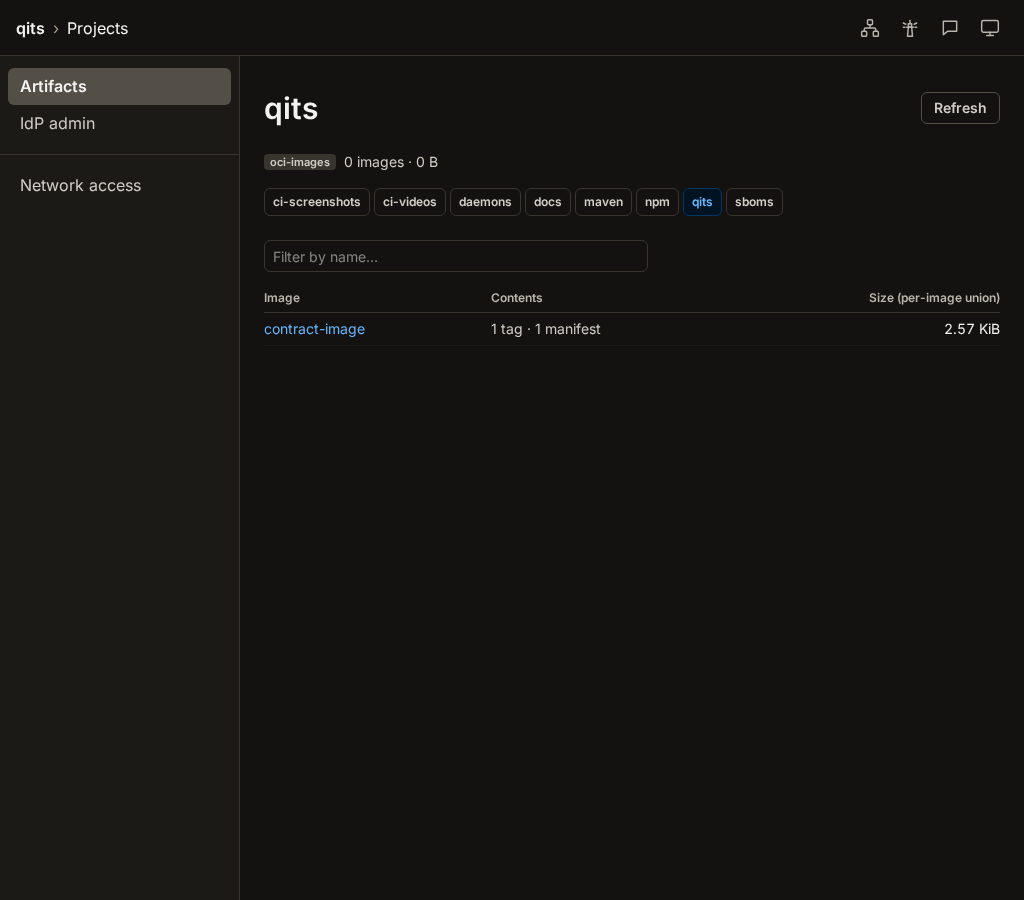 qits › Projects
Artifacts
IdP admin
Network access
qits
Refresh
oci-images 0 images · 0 B
ci-screenshots ci-videos daemons docs maven npm qits sboms
Filter by name...
Image Contents Size (per-image union)
contract-image 1 tag · 1 manifest 2.57 KiB